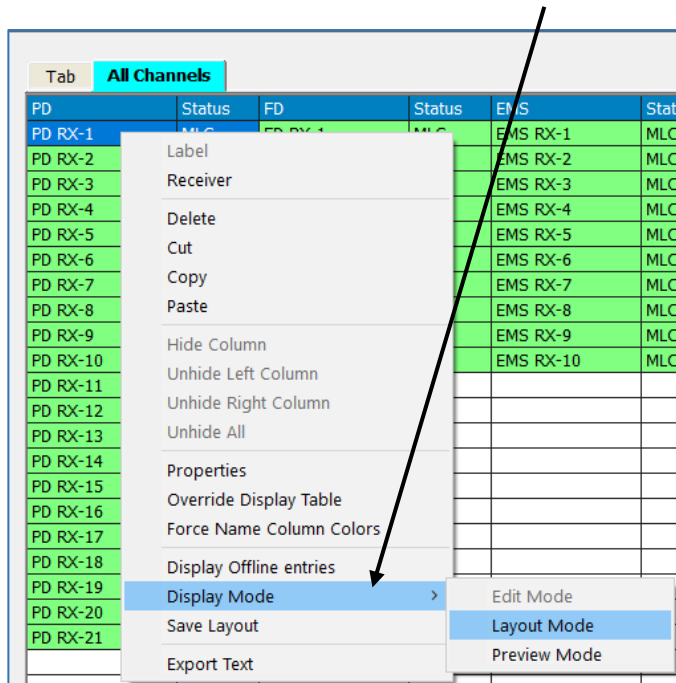 Tab All Channels
PD Status FD Status EMS Stat
PD RX-1 MLC FD RX-1 MLC EMS RX-1 MLC
PD RX-2 EMS RX-2 MLC
PD RX-3 EMS RX-3 MLC
PD RX-4 EMS RX-4 MLC
PD RX-5 EMS RX-5 MLC
PD RX-6 EMS RX-6 MLC
PD RX-7 EMS RX-7 MLC
PD RX-8 EMS RX-8 MLC
PD RX-9 EMS RX-9 MLC
PD RX-10 EMS RX-10 MLC
PD RX-11
PD RX-12
PD RX-13
PD RX-14
PD RX-15
PD RX-16
PD RX-17
PD RX-18
PD RX-19
PD RX-20
PD RX-21
Label
Receiver
Delete
Cut
Copy
Paste
Hide Column
Unhide Left Column
Unhide Right Column
Unhide All
Properties
Override Display Table
Force Name Column Colors
Display Offline entries
Display Mode >
Save Layout
Export Text
Edit Mode
Layout Mode
Preview Mode